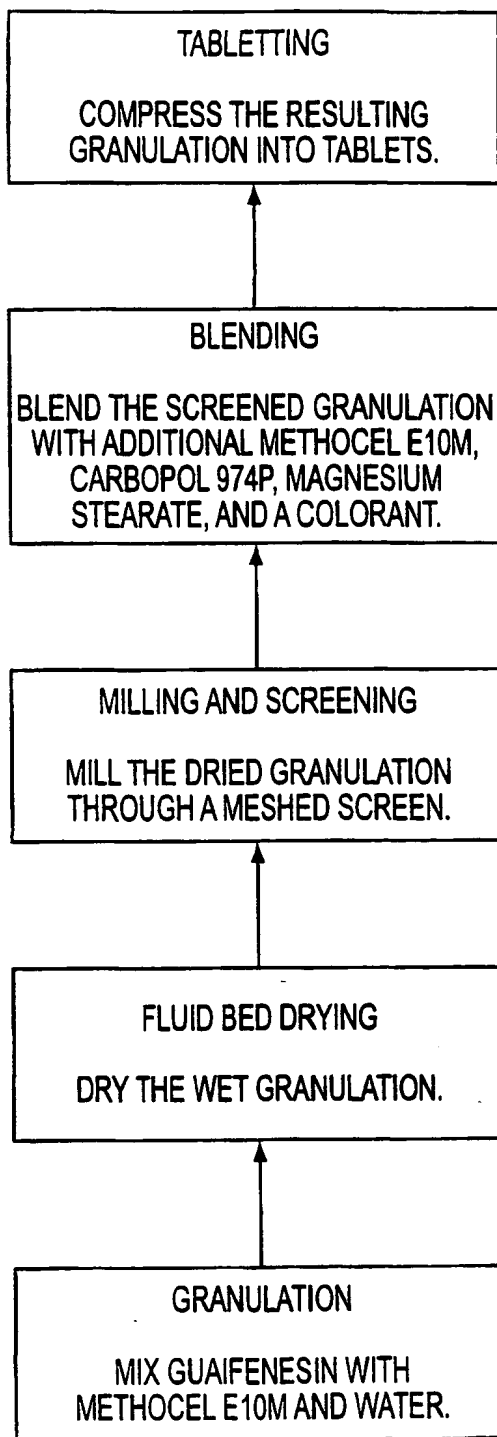 TABLETTING
COMPRESS THE RESULTING
GRANULATION INTO TABLETS.
BLENDING
BLEND THE SCREENED GRANULATION
WITH ADDITIONAL METHOCEL E10M,
CARBOPOL 974P, MAGNESIUM
STEARATE, AND A COLORANT.
MILLING AND SCREENING
MILL THE DRIED GRANULATION
THROUGH A MESHED SCREEN.
FLUID BED DRYING
DRY THE WET GRANULATION.
GRANULATION
MIX GUAIFENESIN WITH
METHOCEL E10M AND WATER.